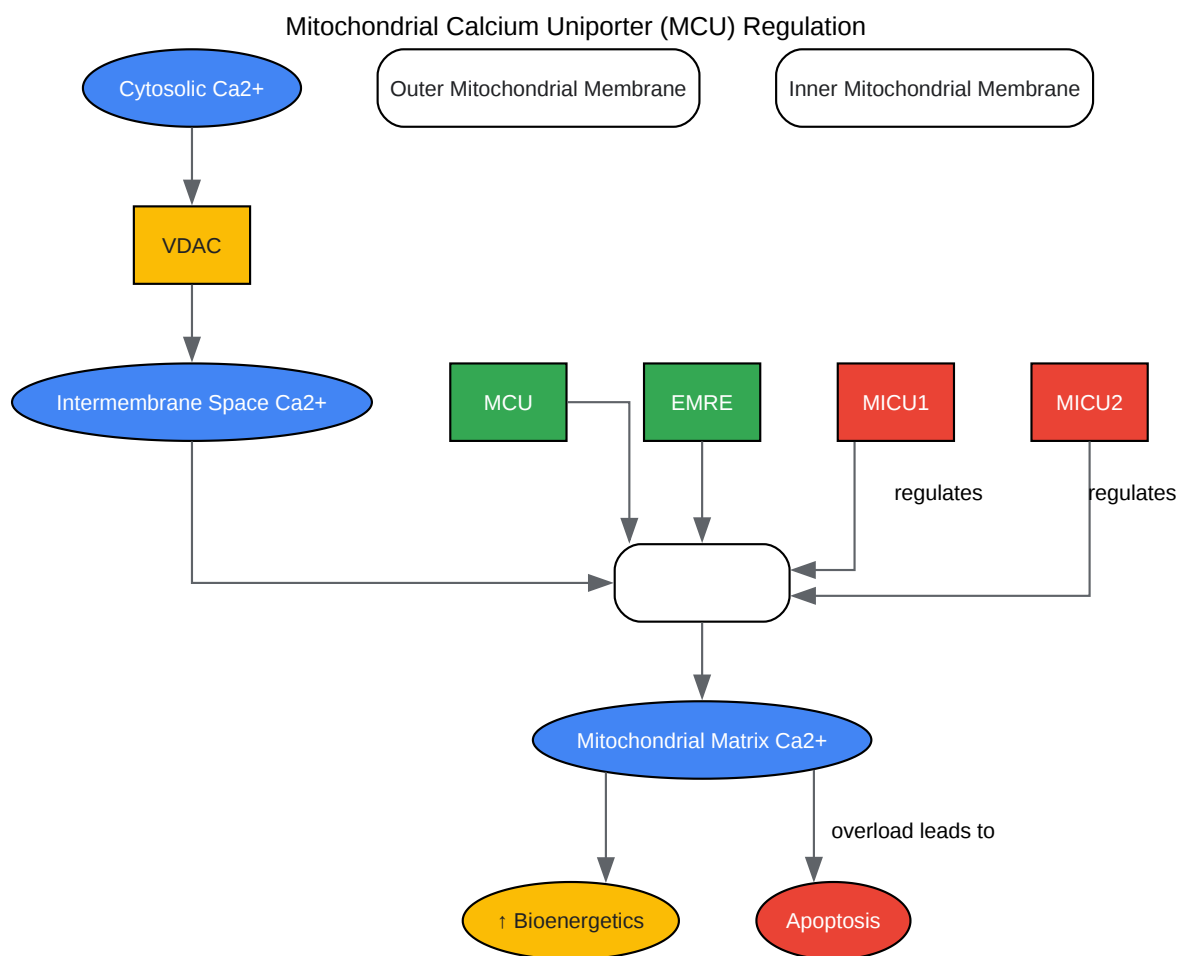 Mitochondrial Calcium Uniporter (MCU) Regulation
Cytosolic Ca2+
Outer Mitochondrial Membrane
Inner Mitochondrial Membrane
VDAC
Intermembrane Space Ca2+
MCU
EMRE
MICU1
MICU2
regulates
regulates
Mitochondrial Matrix Ca2+
overload leads to
↑ Bioenergetics
Apoptosis